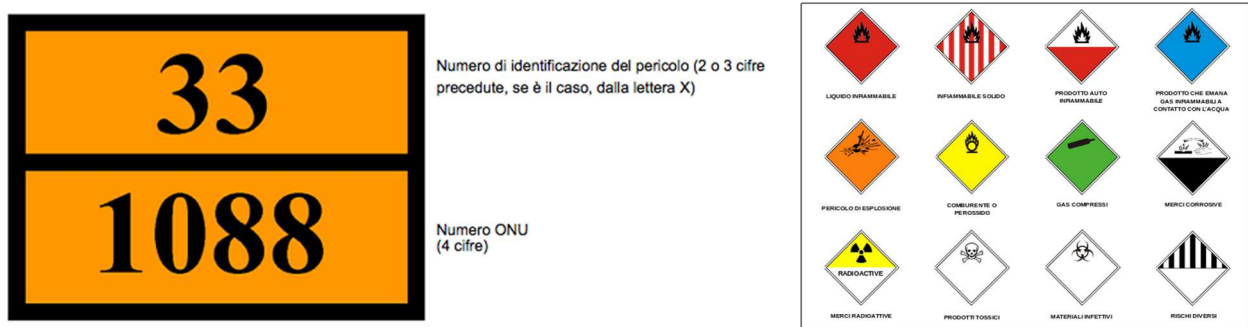 33
1088
Numero di identificazione del pericolo (2 o 3 cifre
precedute, se è il caso, dalla lettera X)
Numero ONU
(4 cifre)
LIQUIDO INFIAMMABILE
INFIAMMABILE SOLIDO
PRODOTTO AUTO
INFIAMMABILE
PRODOTTO CHE EMANA
GAS INFIAMMABILI A
CONTATTO CON L'ACQUA
PERICOLO DI ESPLOSIONE
COMBURENTE O
PEROSSIDO
GAS COMPRESSI
MERCI CORROSIVE
RADIOACTIVE
MERCI RADIOATTIVE
PRODOTTI TOSSICI
MATERIALI INFETTIVI
RISCHI DIVERSI